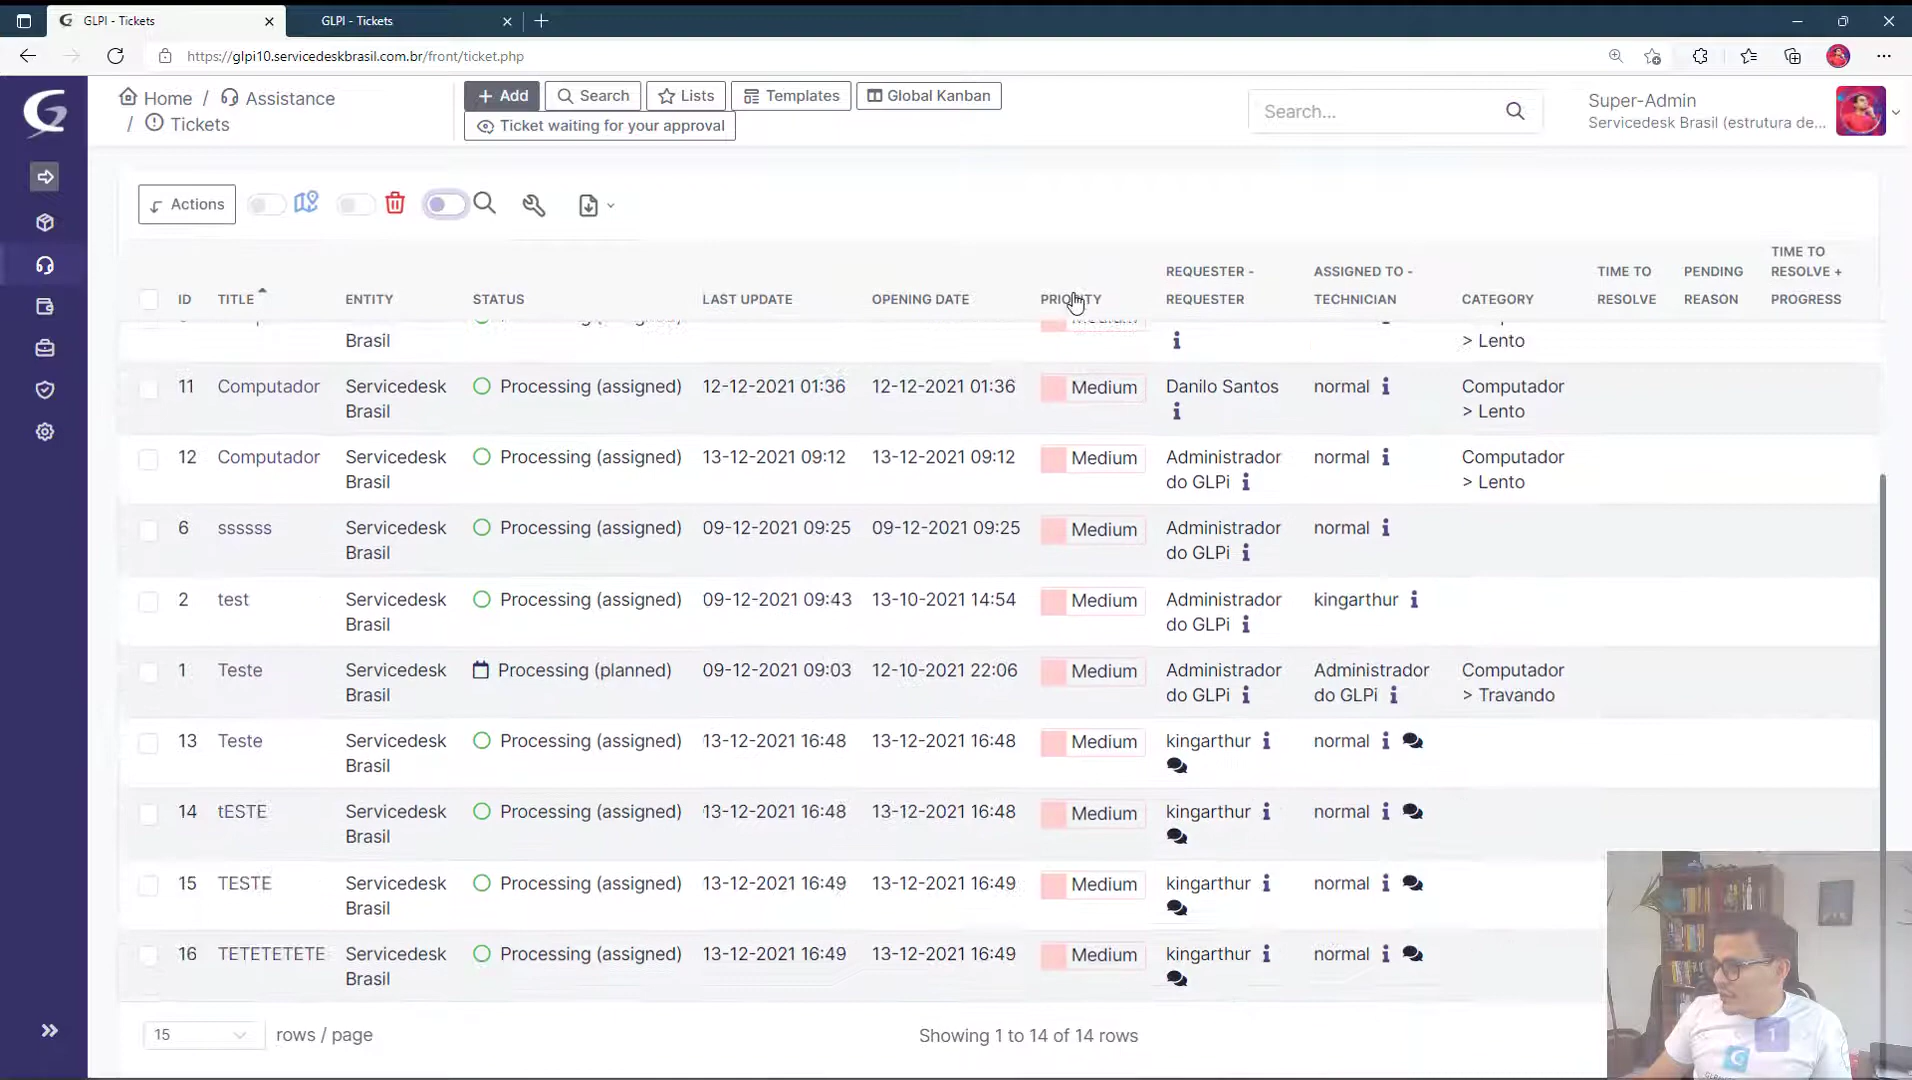 GLPI - Tickets
GLPI - Tickets
https://glpi10.servicedeskbrasil.com.br/front/ticket.php
Home / Assistance
/ Tickets
+ Add
Search
Lists
Templates
Global Kanban
Ticket waiting for your approval
Search...
Super-Admin
Servicedesk Brasil (estrutura de...
Actions
ID TITLE ENTITY STATUS LAST UPDATE OPENING DATE PRIORITY REQUESTER - REQUESTER ASSIGNED TO - TECHNICIAN CATEGORY TIME TO RESOLVE PENDING REASON TIME TO RESOLVE + PROGRESS
Brasil > Lento
11 Computador Servicedesk Brasil Processing (assigned) 12-12-2021 01:36 12-12-2021 01:36 Medium Danilo Santos normal Computador > Lento
12 Computador Servicedesk Brasil Processing (assigned) 13-12-2021 09:12 13-12-2021 09:12 Medium Administrador do GLPi normal Computador > Lento
6 ssssss Servicedesk Brasil Processing (assigned) 09-12-2021 09:25 09-12-2021 09:25 Medium Administrador do GLPi normal
2 test Servicedesk Brasil Processing (assigned) 09-12-2021 09:43 13-10-2021 14:54 Medium Administrador do GLPi kingarthur
1 Teste Servicedesk Brasil Processing (planned) 09-12-2021 09:03 12-10-2021 22:06 Medium Administrador do GLPi Administrador do GLPi Computador > Travando
13 Teste Servicedesk Brasil Processing (assigned) 13-12-2021 16:48 13-12-2021 16:48 Medium kingarthur normal
14 tESTE Servicedesk Brasil Processing (assigned) 13-12-2021 16:48 13-12-2021 16:48 Medium kingarthur normal
15 TESTE Servicedesk Brasil Processing (assigned) 13-12-2021 16:49 13-12-2021 16:49 Medium kingarthur normal
16 TETETETETE Servicedesk Brasil Processing (assigned) 13-12-2021 16:49 13-12-2021 16:49 Medium kingarthur normal
15 rows / page
Showing 1 to 14 of 14 rows
1